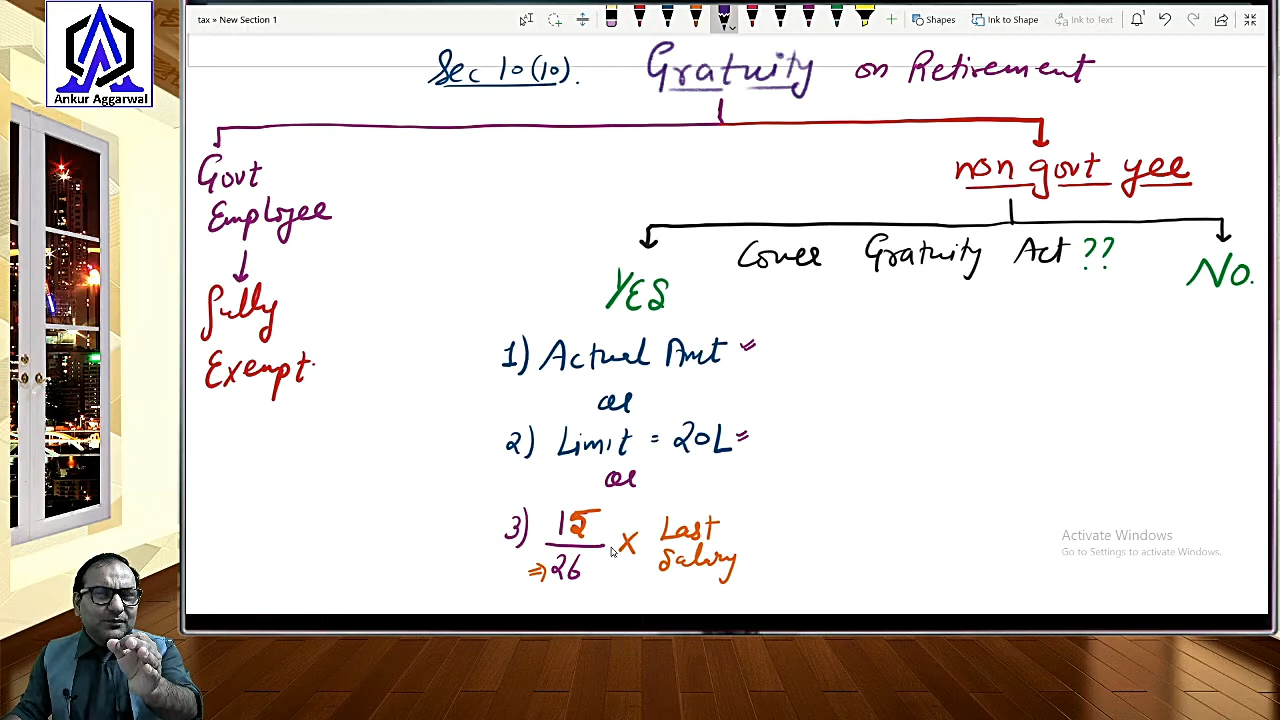 tax » New Section 1
Shapes
Ink to Shape
Ink to Text
Ankur Aggarwal
Sec 10(10). Gratuity on Retirement
Govt
Employee
Fully
Exempt.
non govt yee
Cover Gratuity Act ??
YES
NO.
1) Actual Amt
or
2) Limit = 20L
or
3) 15/26 × Last Salary
Activate Windows
Go to Settings to activate Windows.